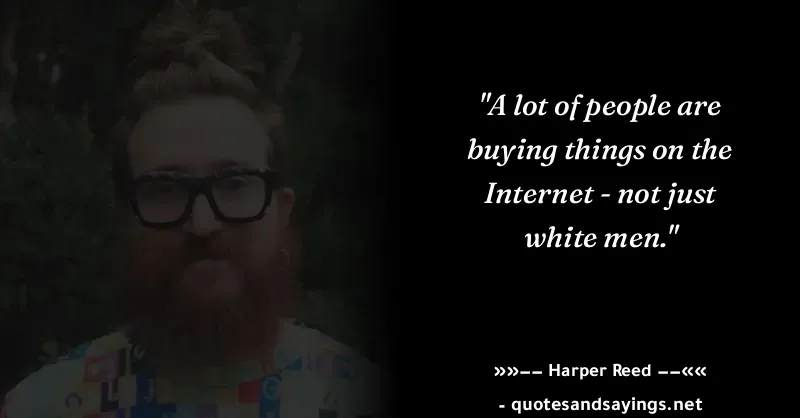 "A lot of people are
buying things on the
Internet - not just
white men."
»»–– Harper Reed ––««
- quotesandsayings.net